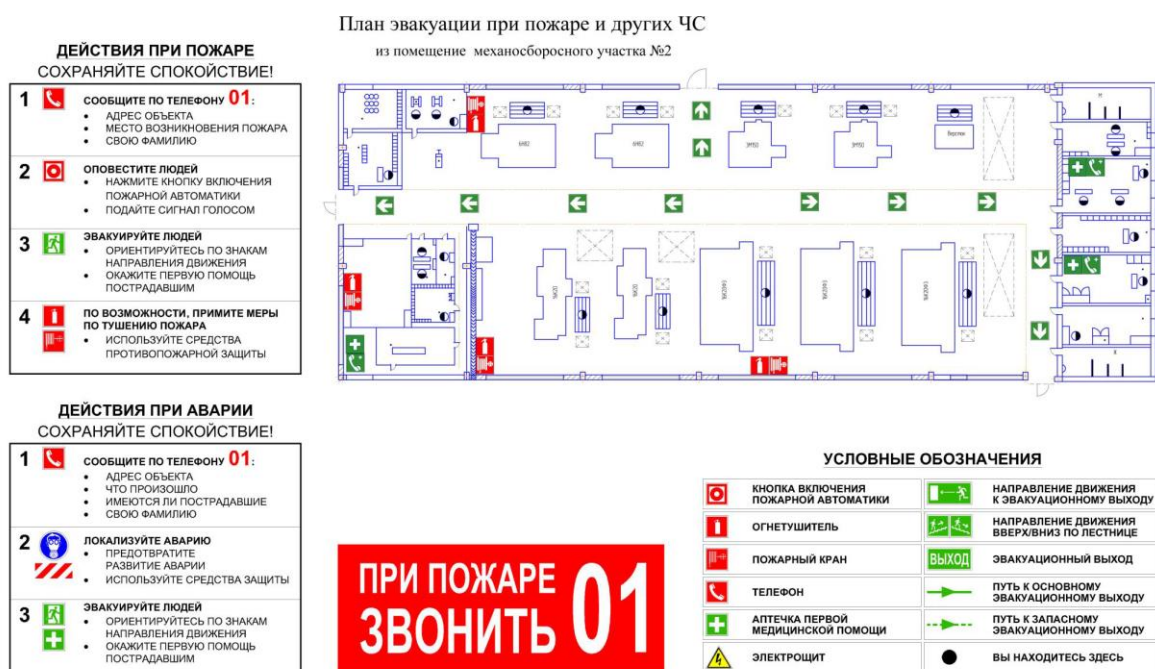 План эвакуации при пожаре и других ЧС
из помещение механосборосного участка №2
ДЕЙСТВИЯ ПРИ ПОЖАРЕ
СОХРАНЯЙТЕ СПОКОЙСТВИЕ!
1 СООБЩИТЕ ПО ТЕЛЕФОНУ 01:
• АДРЕС ОБЪЕКТА
• МЕСТО ВОЗНИКНОВЕНИЯ ПОЖАРА
• СВОЮ ФАМИЛИЮ
2 ОПОВЕСТИТЕ ЛЮДЕЙ
• НАЖМИТЕ КНОПКУ ВКЛЮЧЕНИЯ
ПОЖАРНОЙ АВТОМАТИКИ
• ПОДАЙТЕ СИГНАЛ ГОЛОСОМ
3 ЭВАКУИРУЙТЕ ЛЮДЕЙ
• ОРИЕНТИРУЙТЕСЬ ПО ЗНАКАМ
НАПРАВЛЕНИЯ ДВИЖЕНИЯ
• ОКАЖИТЕ ПЕРВУЮ ПОМОЩЬ
ПОСТРАДАВШИМ
4 ПО ВОЗМОЖНОСТИ, ПРИМИТЕ МЕРЫ
ПО ТУШЕНИЮ ПОЖАРА
• ИСПОЛЬЗУЙТЕ СРЕДСТВА
ПРОТИВОПОЖАРНОЙ ЗАЩИТЫ
6Н82
6Н82
Верстак
1К20
1К20
ДЕЙСТВИЯ ПРИ АВАРИИ
СОХРАНЯЙТЕ СПОКОЙСТВИЕ!
1 СООБЩИТЕ ПО ТЕЛЕФОНУ 01:
• АДРЕС ОБЪЕКТА
• ЧТО ПРОИЗОШЛО
• ИМЕЮТСЯ ЛИ ПОСТРАДАВШИЕ
• СВОЮ ФАМИЛИЮ
2 ЛОКАЛИЗУЙТЕ АВАРИЮ
• ПРЕДОТВРАТИТЕ
РАЗВИТИЕ АВАРИИ
• ИСПОЛЬЗУЙТЕ СРЕДСТВА ЗАЩИТЫ
3 ЭВАКУИРУЙТЕ ЛЮДЕЙ
• ОРИЕНТИРУЙТЕСЬ ПО ЗНАКАМ
НАПРАВЛЕНИЯ ДВИЖЕНИЯ
• ОКАЖИТЕ ПЕРВУЮ ПОМОЩЬ
ПОСТРАДАВШИМ
ПРИ ПОЖАРЕ
ЗВОНИТЬ 01
УСЛОВНЫЕ ОБОЗНАЧЕНИЯ
КНОПКА ВКЛЮЧЕНИЯ
ПОЖАРНОЙ АВТОМАТИКИ
ОГНЕТУШИТЕЛЬ
ПОЖАРНЫЙ КРАН
ТЕЛЕФОН
АПТЕЧКА ПЕРВОЙ
МЕДИЦИНСКОЙ ПОМОЩИ
ЭЛЕКТРОЩИТ
НАПРАВЛЕНИЕ ДВИЖЕНИЯ
К ЭВАКУАЦИОННОМУ ВЫХОДУ
НАПРАВЛЕНИЕ ДВИЖЕНИЯ
ВВЕРХ/ВНИЗ ПО ЛЕСТНИЦЕ
ВЫХОД ЭВАКУАЦИОННЫЙ ВЫХОД
ПУТЬ К ОСНОВНОМУ
ЭВАКУАЦИОННОМУ ВЫХОДУ
ПУТЬ К ЗАПАСНОМУ
ЭВАКУАЦИОННОМУ ВЫХОДУ
ВЫ НАХОДИТЕСЬ ЗДЕСЬ